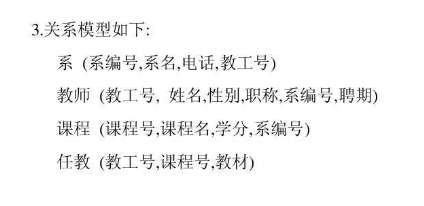 3.关系模型如下:
系 (系编号,系名,电话,教工号)
教师 (教工号, 姓名,性别,职称,系编号,聘期)
课程 (课程号,课程名,学分,系编号)
任教 (教工号,课程号,教材)